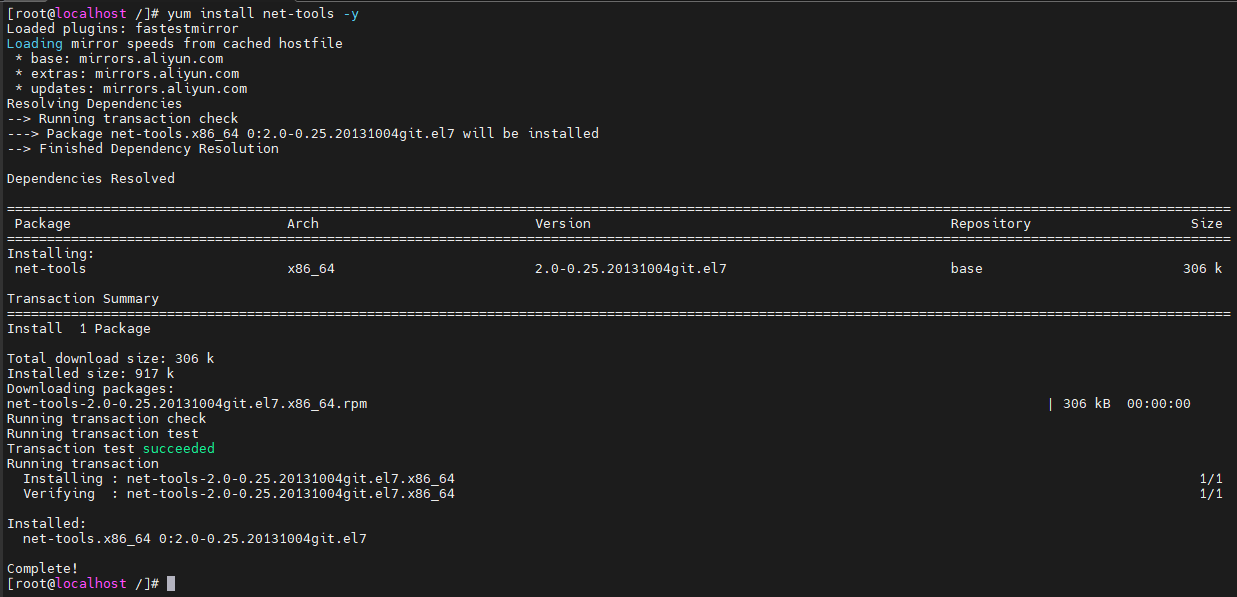 [root@localhost /]# yum install net-tools -y
Loaded plugins: fastestmirror
Loading mirror speeds from cached hostfile
 * base: mirrors.aliyun.com
 * extras: mirrors.aliyun.com
 * updates: mirrors.aliyun.com
Resolving Dependencies
--> Running transaction check
---> Package net-tools.x86_64 0:2.0-0.25.20131004git.el7 will be installed
--> Finished Dependency Resolution

Dependencies Resolved

================================================================================
 Package Arch Version Repository Size
================================================================================
Installing:
 net-tools x86_64 2.0-0.25.20131004git.el7 base 306 k

Transaction Summary
================================================================================
Install  1 Package

Total download size: 306 k
Installed size: 917 k
Downloading packages:
net-tools-2.0-0.25.20131004git.el7.x86_64.rpm | 306 kB  00:00:00
Running transaction check
Running transaction test
Transaction test succeeded
Running transaction
  Installing : net-tools-2.0-0.25.20131004git.el7.x86_64 1/1
  Verifying  : net-tools-2.0-0.25.20131004git.el7.x86_64 1/1

Installed:
  net-tools.x86_64 0:2.0-0.25.20131004git.el7

Complete!
[root@localhost /]#